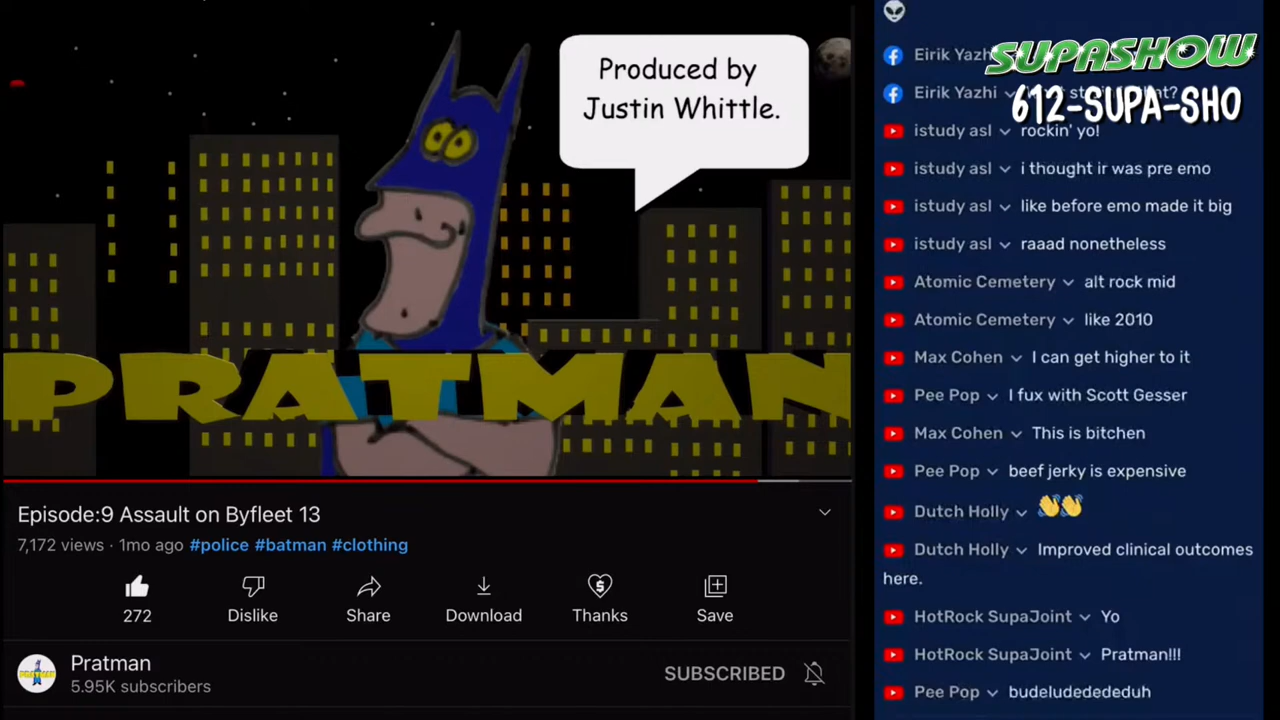 Produced by
Justin Whittle.
PRATMAN
Episode:9 Assault on Byfleet 13
7,172 views · 1mo ago #police #batman #clothing
272
Dislike
Share
Download
Thanks
Save
Pratman
5.95K subscribers
SUBSCRIBED
SUPASHOW
612-SUPA-SHO
Eirik Yazhi
Eirik Yazhi
istudy asl rockin' yo!
istudy asl i thought ir was pre emo
istudy asl like before emo made it big
istudy asl raaad nonetheless
Atomic Cemetery alt rock mid
Atomic Cemetery like 2010
Max Cohen I can get higher to it
Pee Pop I fux with Scott Gesser
Max Cohen This is bitchen
Pee Pop beef jerky is expensive
Dutch Holly 👋👋
Dutch Holly Improved clinical outcomes
here.
HotRock SupaJoint Yo
HotRock SupaJoint Pratman!!!
Pee Pop budeludedededuh